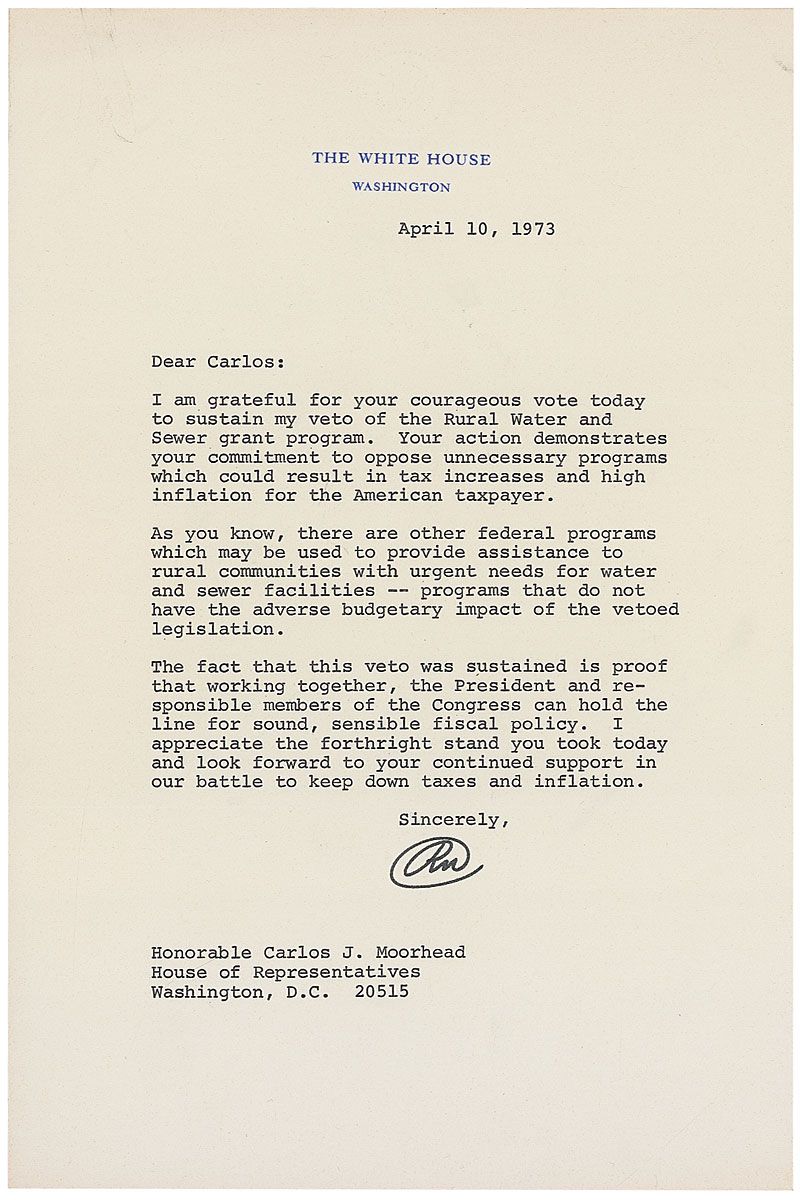 THE WHITE HOUSE
WASHINGTON
April 10, 1973
Dear Carlos:
I am grateful for your courageous vote today
to sustain my veto of the Rural Water and
Sewer grant program.  Your action demonstrates
your commitment to oppose unnecessary programs
which could result in tax increases and high
inflation for the American taxpayer.
As you know, there are other federal programs
which may be used to provide assistance to
rural communities with urgent needs for water
and sewer facilities -- programs that do not
have the adverse budgetary impact of the vetoed
legislation.
The fact that this veto was sustained is proof
that working together, the President and re-
sponsible members of the Congress can hold the
line for sound, sensible fiscal policy.  I
appreciate the forthright stand you took today
and look forward to your continued support in
our battle to keep down taxes and inflation.
Sincerely,
RN
Honorable Carlos J. Moorhead
House of Representatives
Washington, D.C.  20515